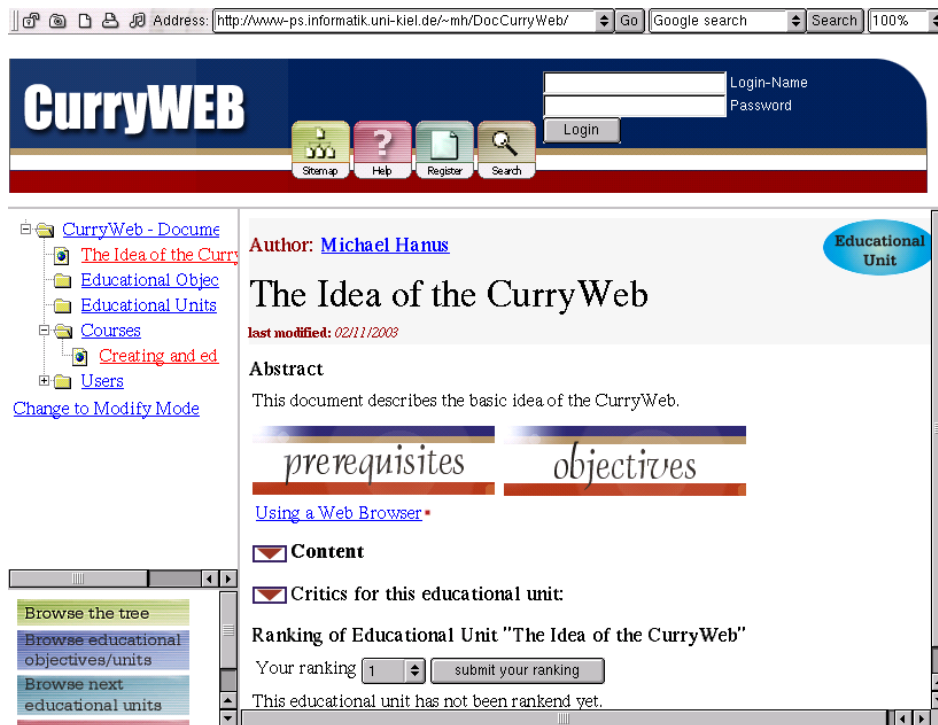 Address: http://www-ps.informatik.uni-kiel.de/~mh/DocCurryWeb/ Go Google search Search 100%
CurryWEB
Login-Name
Password
Login
Sitemap Help Register Search
CurryWeb - Docume
The Idea of the Curry
Educational Objec
Educational Units
Courses
Creating and ed
Users
Change to Modify Mode
Browse the tree
Browse educational
objectives/units
Browse next
educational units
Author: Michael Hanus
Educational
Unit
The Idea of the CurryWeb
last modified: 02/11/2003
Abstract
This document describes the basic idea of the CurryWeb.
prerequisites objectives
Using a Web Browser
Content
Critics for this educational unit:
Ranking of Educational Unit "The Idea of the CurryWeb"
Your ranking 1 submit your ranking
This educational unit has not been rankend yet.